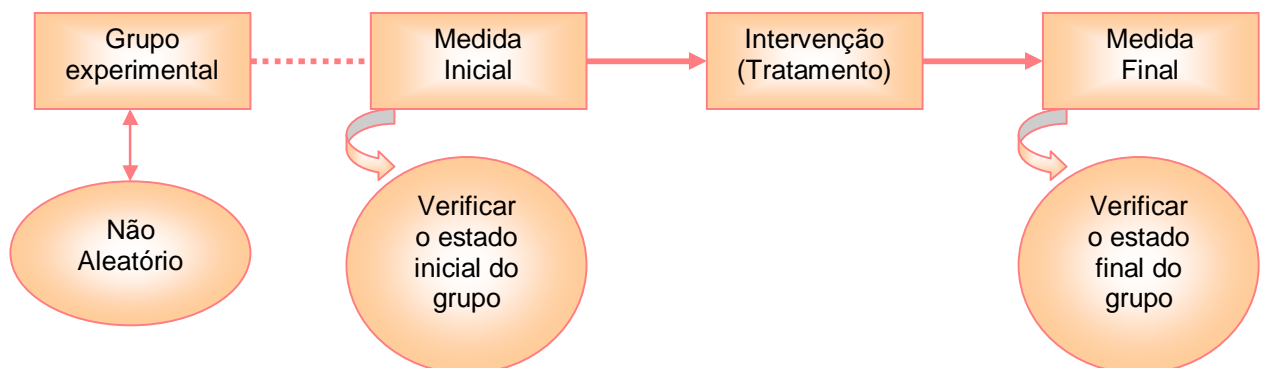 Grupo
experimental
Medida
Inicial
Intervenção
(Tratamento)
Medida
Final
Não
Aleatório
Verificar
o estado
inicial do
grupo
Verificar
o estado
final do
grupo